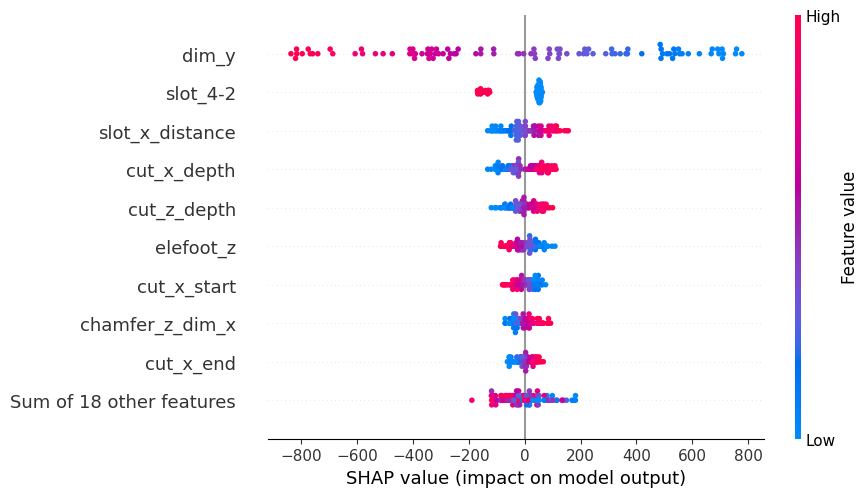 High
dim_y
slot_4-2
slot_x_distance
cut_x_depth
cut_z_depth
elefoot_z
cut_x_start
chamfer_z_dim_x
cut_x_end
Sum of 18 other features
Feature value
Low
−800 −600 −400 −200 0 200 400 600 800
SHAP value (impact on model output)